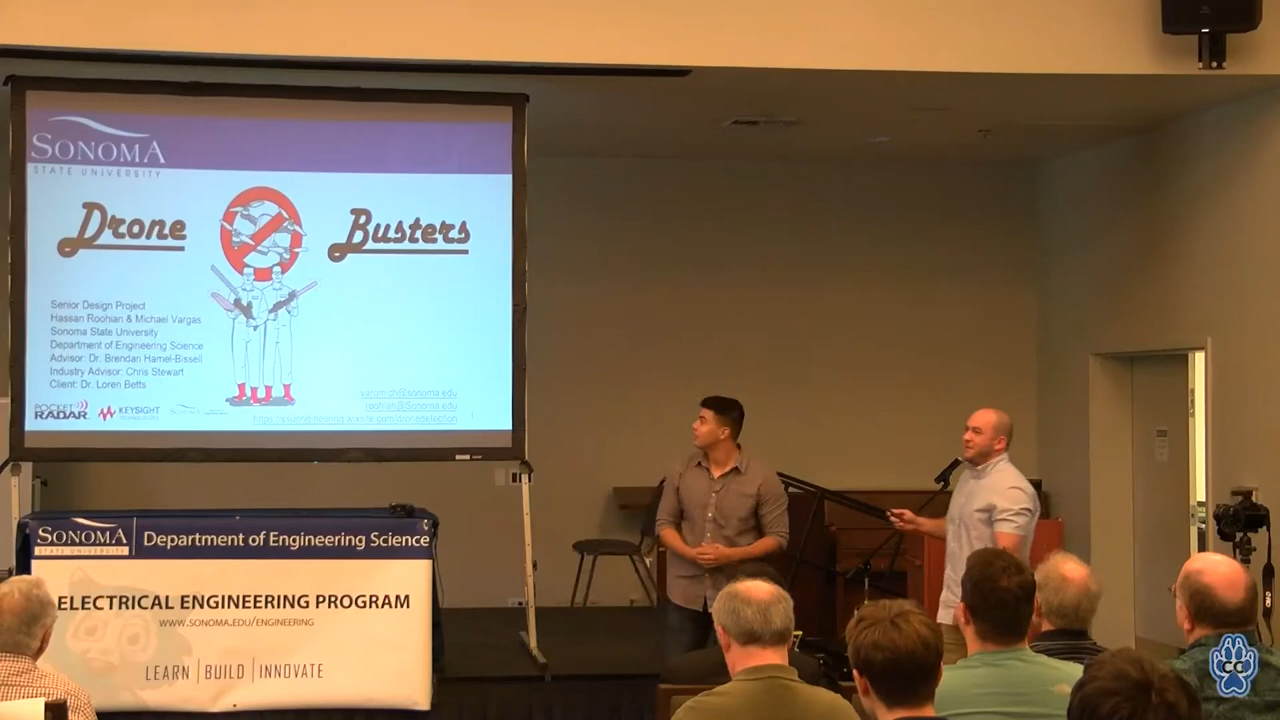 SONOMA
STATE UNIVERSITY
Drone Busters
Senior Design Project
Hassan Roohian & Michael Vargas
Sonoma State University
Department of Engineering Science
Advisor: Dr. Brendan Hamel-Bissell
Industry Advisor: Chris Stewart
Client: Dr. Loren Betts
POCKET
RADAR
KEYSIGHT
TECHNOLOGIES
SONOMA
STATE UNIVERSITY
Department of Engineering Science
ELECTRICAL ENGINEERING PROGRAM
WWW.SONOMA.EDU/ENGINEERING
LEARN | BUILD | INNOVATE
CC